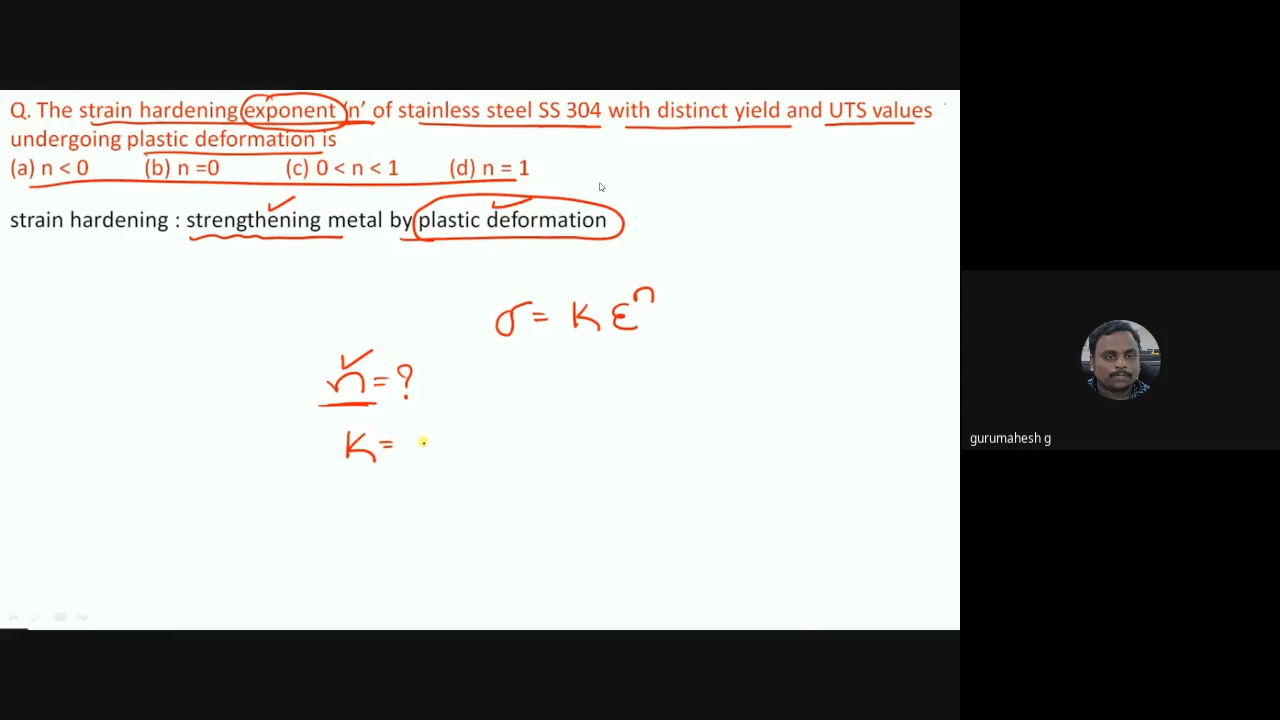 Q. The strain hardening exponent 'n' of stainless steel SS 304 with distinct yield and UTS values
undergoing plastic deformation is
(a) n < 0 (b) n =0 (c) 0 < n < 1 (d) n = 1
strain hardening : strengthening metal by plastic deformation
σ = K ε^n
n = ?
K =
gurumahesh g